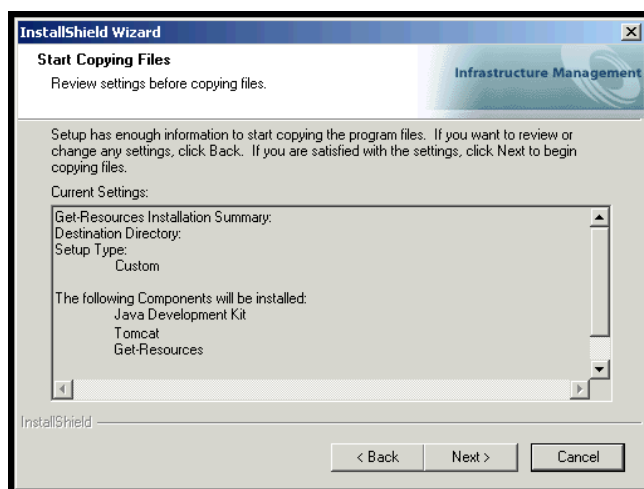 InstallShield Wizard
Start Copying Files
Review settings before copying files.
Infrastructure Management
Setup has enough information to start copying the program files. If you want to review or
change any settings, click Back. If you are satisfied with the settings, click Next to begin
copying files.
Current Settings:
Get-Resources Installation Summary:
Destination Directory:
Setup Type:
Custom
The following Components will be installed:
Java Development Kit
Tomcat
Get-Resources
InstallShield
< Back
Next >
Cancel